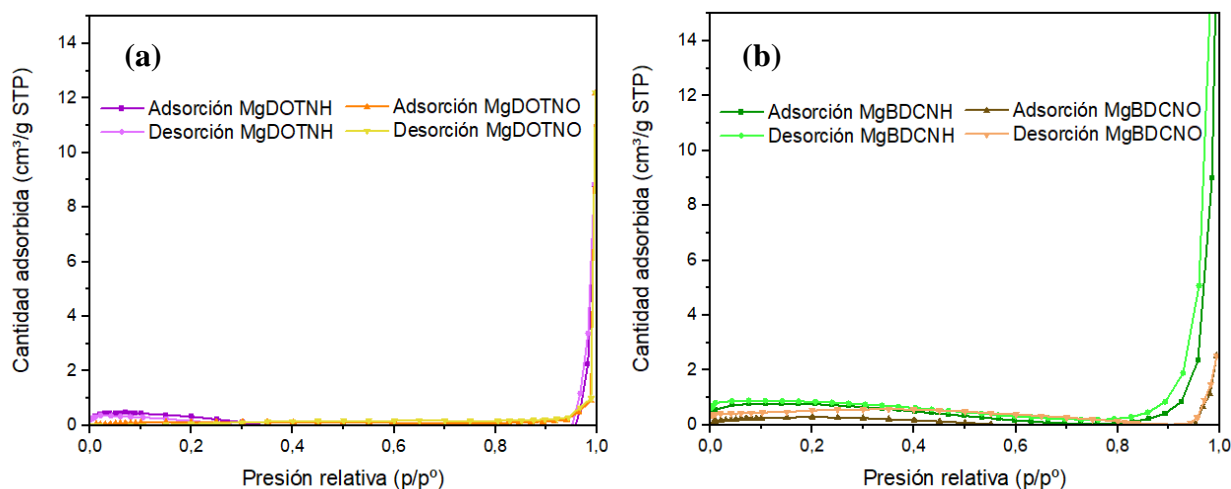 (a)
Adsorción MgDOTNH
Adsorción MgDOTNO
Desorción MgDOTNH
Desorción MgDOTNO
Cantidad adsorbida (cm³/g STP)
14
12
10
8
6
4
2
0
0,0 0,2 0,4 0,6 0,8 1,0
Presión relativa (p/pº)
(b)
Adsorción MgBDCNH
Adsorción MgBDCNO
Desorción MgBDCNH
Desorción MgBDCNO
Cantidad adsorbida (cm³/g STP)
14
12
10
8
6
4
2
0
0,0 0,2 0,4 0,6 0,8 1,0
Presión relativa (p/pº)